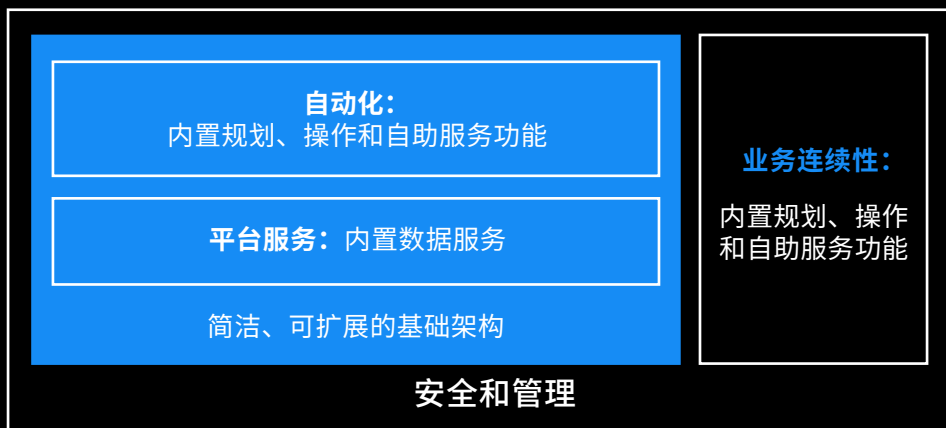 自动化：
内置规划、操作和自助服务功能
平台服务：内置数据服务
简洁、可扩展的基础架构
业务连续性：
内置规划、操作
和自助服务功能
安全和管理